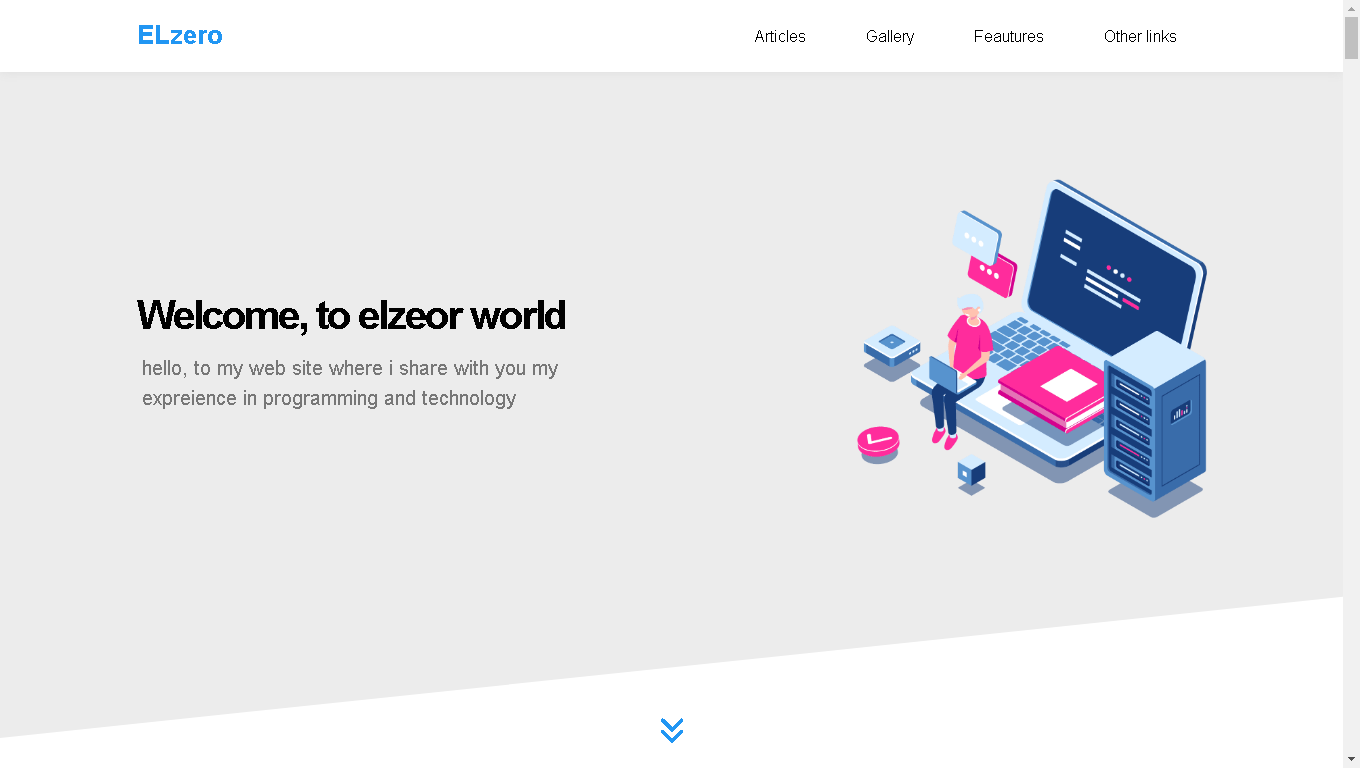 ELzero
Articles Gallery Feautures Other links
Welcome, to elzeor world
hello, to my web site where i share with you my
expreience in programming and technology